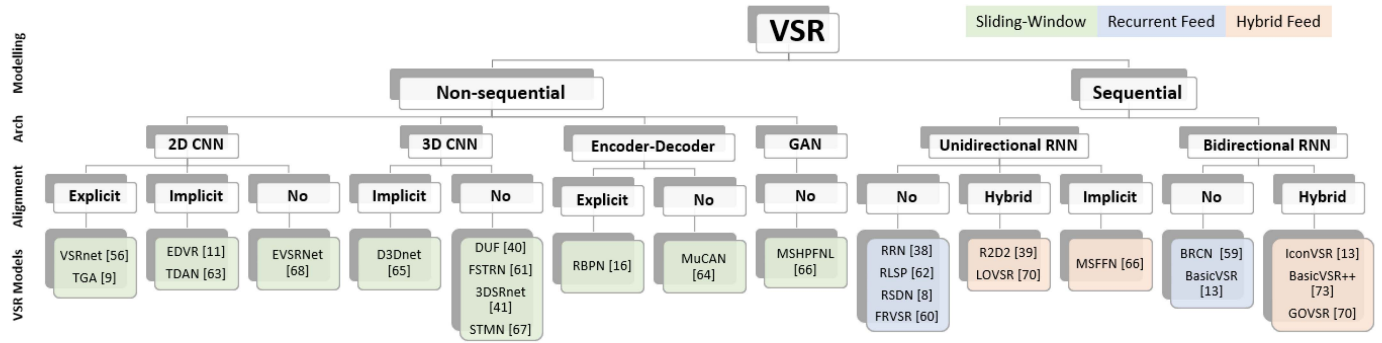 VSR
Sliding-Window
Recurrent Feed
Hybrid Feed
Modelling
Non-sequential
Sequential
Arch
2D CNN
3D CNN
Encoder-Decoder
GAN
Unidirectional RNN
Bidirectional RNN
Alignment
Explicit
Implicit
No
Implicit
No
Explicit
No
No
No
Hybrid
Implicit
No
Hybrid
VSR Models
VSRnet [56]
TGA [9]
EDVR [11]
TDAN [63]
EVSRNet
[68]
D3Dnet
[65]
DUF [40]
FSTRN [61]
3DSRnet
[41]
STMN [67]
RBPN [16]
MuCAN
[64]
MSHPFNL
[66]
RRN [38]
RLSP [62]
RSDN [8]
FRVSR [60]
R2D2 [39]
LOVSR [70]
MSFFN [66]
BRCN [59]
BasicVSR
[13]
IconVSR [13]
BasicVSR++
[73]
GOVSR [70]